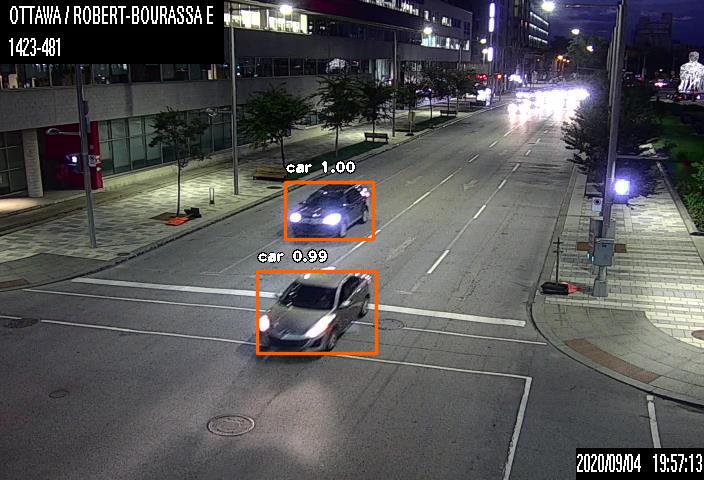 OTTAWA / ROBERT-BOURASSA E
1423-481
car 1.00
car 0.99
2020/09/04 19:57:13